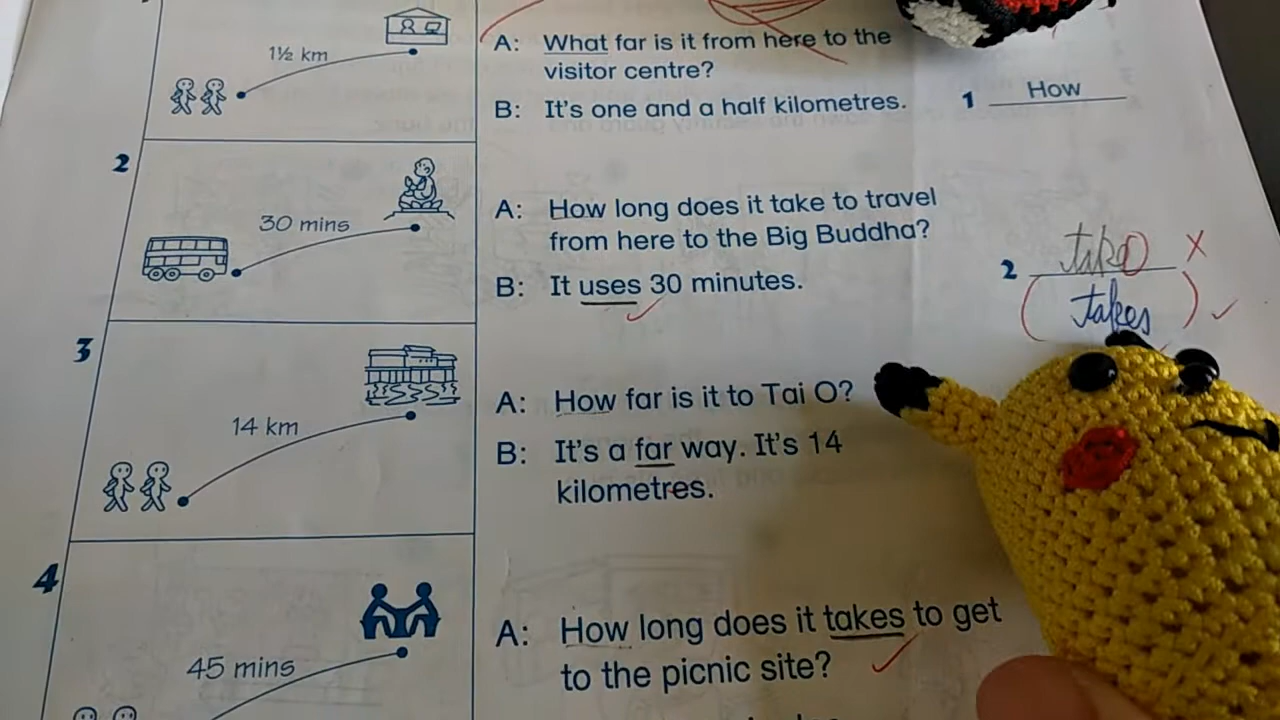 1½ km
A: What far is it from here to the
visitor centre?
B: It's one and a half kilometres.
1 How
2
30 mins
A: How long does it take to travel
from here to the Big Buddha?
B: It uses 30 minutes.
2 take X
(takes)
3
14 km
A: How far is it to Tai O?
B: It's a far way. It's 14
kilometres.
4
45 mins
A: How long does it takes to get
to the picnic site?